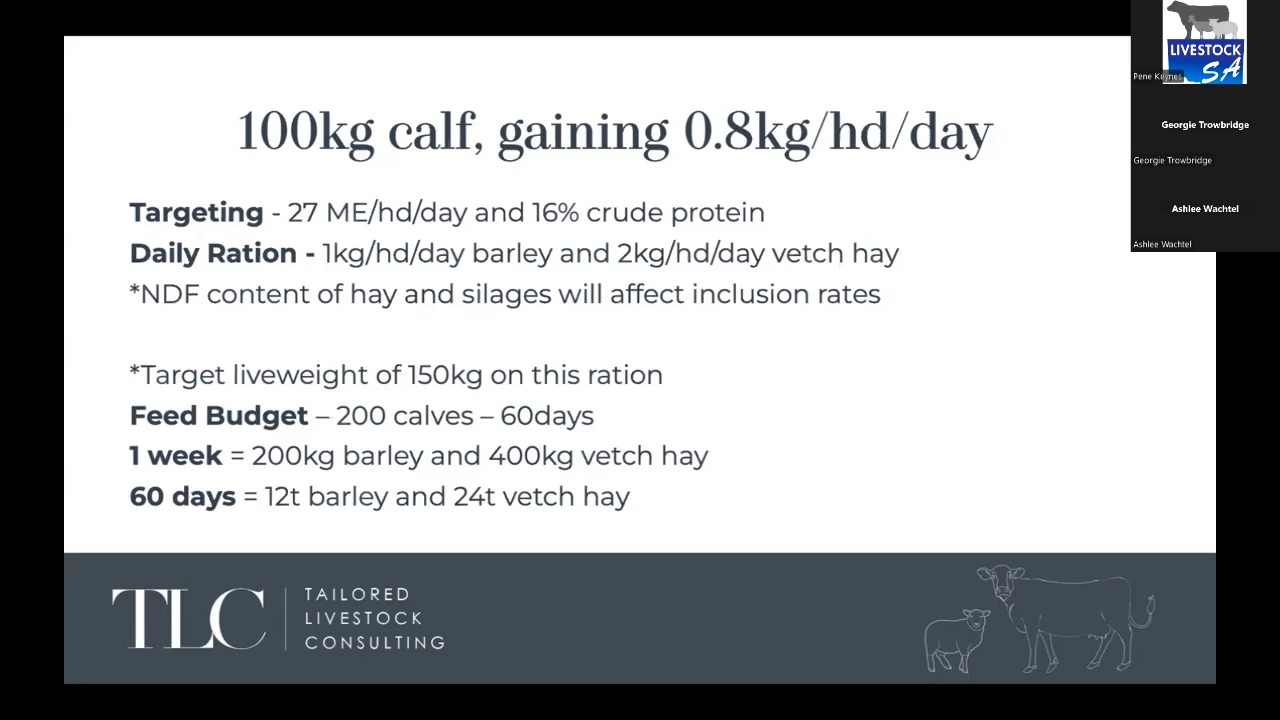 100kg calf, gaining 0.8kg/hd/day
Targeting - 27 ME/hd/day and 16% crude protein
Daily Ration - 1kg/hd/day barley and 2kg/hd/day vetch hay
*NDF content of hay and silages will affect inclusion rates
*Target liveweight of 150kg on this ration
Feed Budget – 200 calves – 60days
1 week = 200kg barley and 400kg vetch hay
60 days = 12t barley and 24t vetch hay
TLC
TAILORED
LIVESTOCK
CONSULTING
LIVESTOCK
SA
Pene Keynes
Georgie Trowbridge
Georgie Trowbridge
Ashlee Wachtel
Ashlee Wachtel